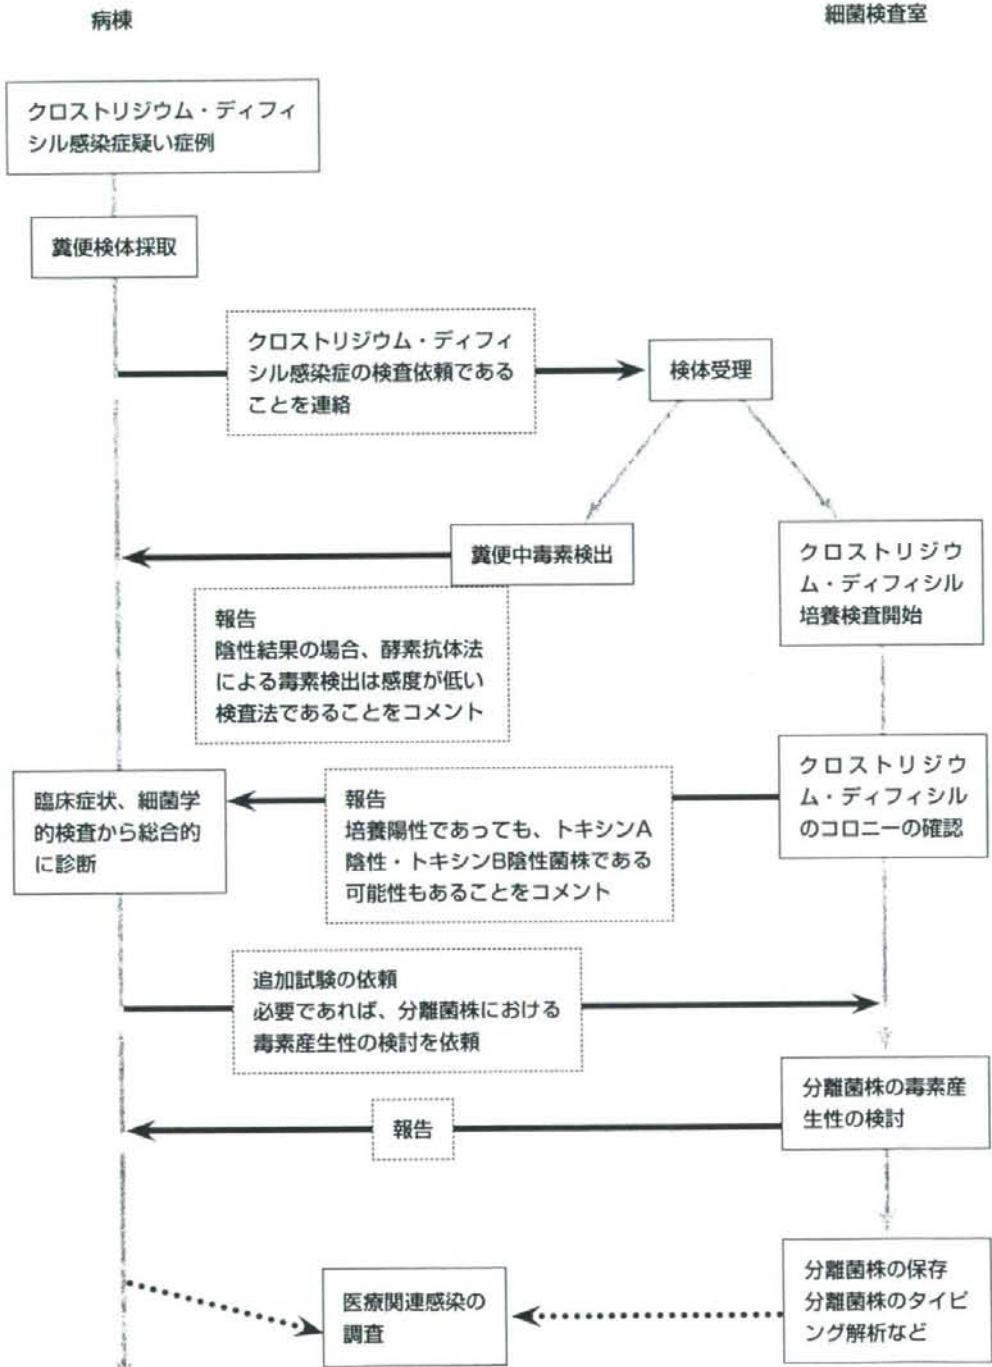 病棟
細菌検査室
クロストリジウム・ディフィ
シル感染症疑い症例
糞便検体採取
クロストリジウム・ディフィ
シル感染症の検査依頼である
ことを連絡
検体受理
糞便中毒素検出
クロストリジウ
ム・ディフィシル
培養検査開始
報告
陰性結果の場合、酵素抗体法
による毒素検出は感度が低い
検査法であることをコメント
クロストリジウ
ム・ディフィシル
のコロニーの確認
報告
培養陽性であっても、トキシンA
陰性・トキシンB陰性菌株である
可能性もあることをコメント
臨床症状、細菌学
的検査から総合的
に診断
追加試験の依頼
必要であれば、分離菌株における
毒素産生性の検討を依頼
分離菌株の毒素産
生性の検討
報告
分離菌株の保存
分離菌株のタイピ
ング解析など
医療関連感染の
調査